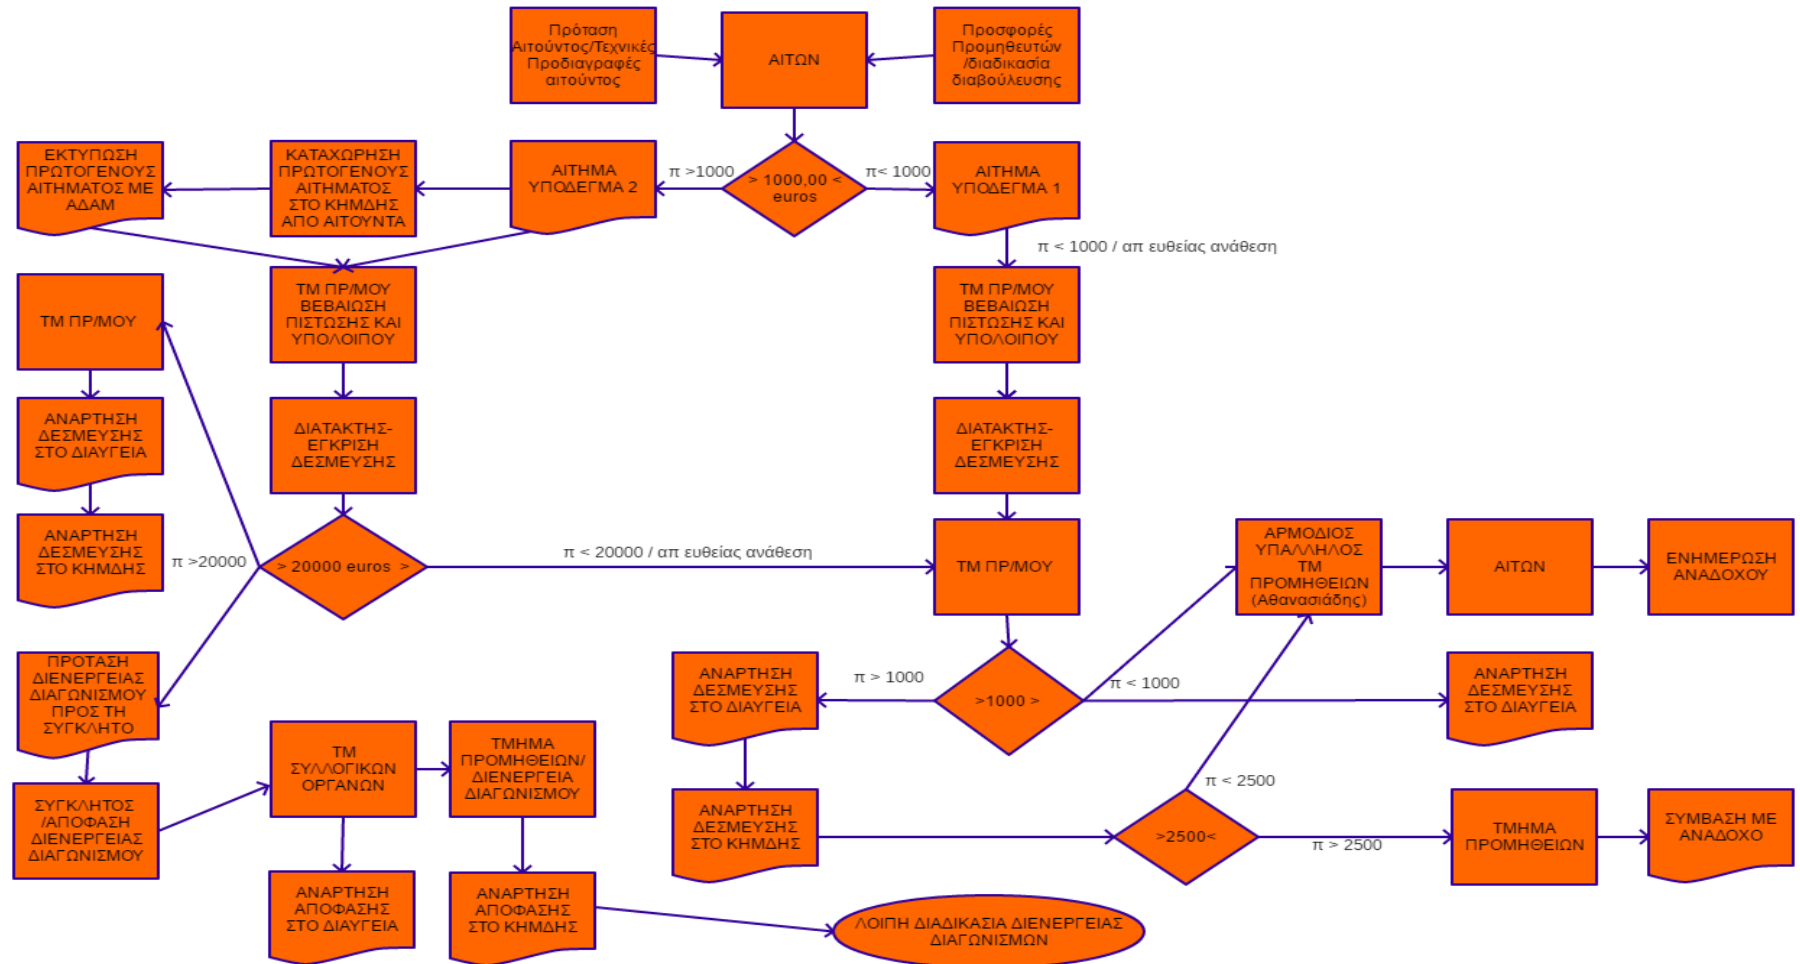 Πρόταση
Αιτούντος/Τεχνικές
Προδιαγραφές
αιτούντος
ΑΙΤΩΝ
Προσφορές
Προμηθευτών
/διαδικασία
διαβούλευσης
ΕΚΤΥΠΩΣΗ
ΠΡΩΤΟΓΕΝΟΥΣ
ΑΙΤΗΜΑΤΟΣ ΜΕ
ΑΔΑΜ
ΚΑΤΑΧΩΡΗΣΗ
ΠΡΩΤΟΓΕΝΟΥΣ
ΑΙΤΗΜΑΤΟΣ
ΣΤΟ ΚΗΜΔΗΣ
ΑΠΟ ΑΙΤΟΥΝΤΑ
ΑΙΤΗΜΑ
ΥΠΟΔΕΓΜΑ 2
π >1000
> 1000,00 <
euros
π< 1000
ΑΙΤΗΜΑ
ΥΠΟΔΕΓΜΑ 1
π < 1000 / απ ευθείας ανάθεση
ΤΜ ΠΡ/ΜΟΥ
ΤΜ ΠΡ/ΜΟΥ
ΒΕΒΑΙΩΣΗ
ΠΙΣΤΩΣΗΣ ΚΑΙ
ΥΠΟΛΟΙΠΟΥ
ΤΜ ΠΡ/ΜΟΥ
ΒΕΒΑΙΩΣΗ
ΠΙΣΤΩΣΗΣ ΚΑΙ
ΥΠΟΛΟΙΠΟΥ
ΑΝΑΡΤΗΣΗ
ΔΕΣΜΕΥΣΗΣ
ΣΤΟ ΔΙΑΥΓΕΙΑ
ΔΙΑΤΑΚΤΗΣ-
ΕΓΚΡΙΣΗ
ΔΕΣΜΕΥΣΗΣ
ΔΙΑΤΑΚΤΗΣ-
ΕΓΚΡΙΣΗ
ΔΕΣΜΕΥΣΗΣ
ΑΝΑΡΤΗΣΗ
ΔΕΣΜΕΥΣΗΣ
ΣΤΟ ΚΗΜΔΗΣ
π >20000
> 20000 euros >
π < 20000 / απ ευθείας ανάθεση
ΤΜ ΠΡ/ΜΟΥ
ΑΡΜΟΔΙΟΣ
ΥΠΑΛΛΗΛΟΣ
ΤΜ
ΠΡΟΜΗΘΕΙΩΝ
(Αθανασιάδης)
ΑΙΤΩΝ
ΕΝΗΜΕΡΩΣΗ
ΑΝΑΔΟΧΟΥ
ΠΡΟΤΑΣΗ
ΔΙΕΝΕΡΓΕΙΑΣ
ΔΙΑΓΩΝΙΣΜΟΥ
ΠΡΟΣ ΤΗ
ΣΥΓΚΛΗΤΟ
ΑΝΑΡΤΗΣΗ
ΔΕΣΜΕΥΣΗΣ
ΣΤΟ ΔΙΑΥΓΕΙΑ
π > 1000
>1000 >
π < 1000
ΑΝΑΡΤΗΣΗ
ΔΕΣΜΕΥΣΗΣ
ΣΤΟ ΔΙΑΥΓΕΙΑ
ΣΥΓΚΛΗΤΟΣ
/ΑΠΟΦΑΣΗ
ΔΙΕΝΕΡΓΕΙΑΣ
ΔΙΑΓΩΝΙΣΜΟΥ
ΤΜ
ΣΥΛΛΟΓΙΚΩΝ
ΟΡΓΑΝΩΝ
ΤΜΗΜΑ
ΠΡΟΜΗΘΕΙΩΝ/
ΔΙΕΝΕΡΓΕΙΑ
ΔΙΑΓΩΝΙΣΜΟΥ
ΑΝΑΡΤΗΣΗ
ΔΕΣΜΕΥΣΗΣ
ΣΤΟ ΚΗΜΔΗΣ
π < 2500
>2500<
π > 2500
ΤΜΗΜΑ
ΠΡΟΜΗΘΕΙΩΝ
ΣΥΜΒΑΣΗ ΜΕ
ΑΝΑΔΟΧΟ
ΑΝΑΡΤΗΣΗ
ΑΠΟΦΑΣΗΣ
ΣΤΟ ΔΙΑΥΓΕΙΑ
ΑΝΑΡΤΗΣΗ
ΑΠΟΦΑΣΗΣ
ΣΤΟ ΚΗΜΔΗΣ
ΛΟΙΠΗ ΔΙΑΔΙΚΑΣΙΑ ΔΙΕΝΕΡΓΕΙΑΣ
ΔΙΑΓΩΝΙΣΜΩΝ